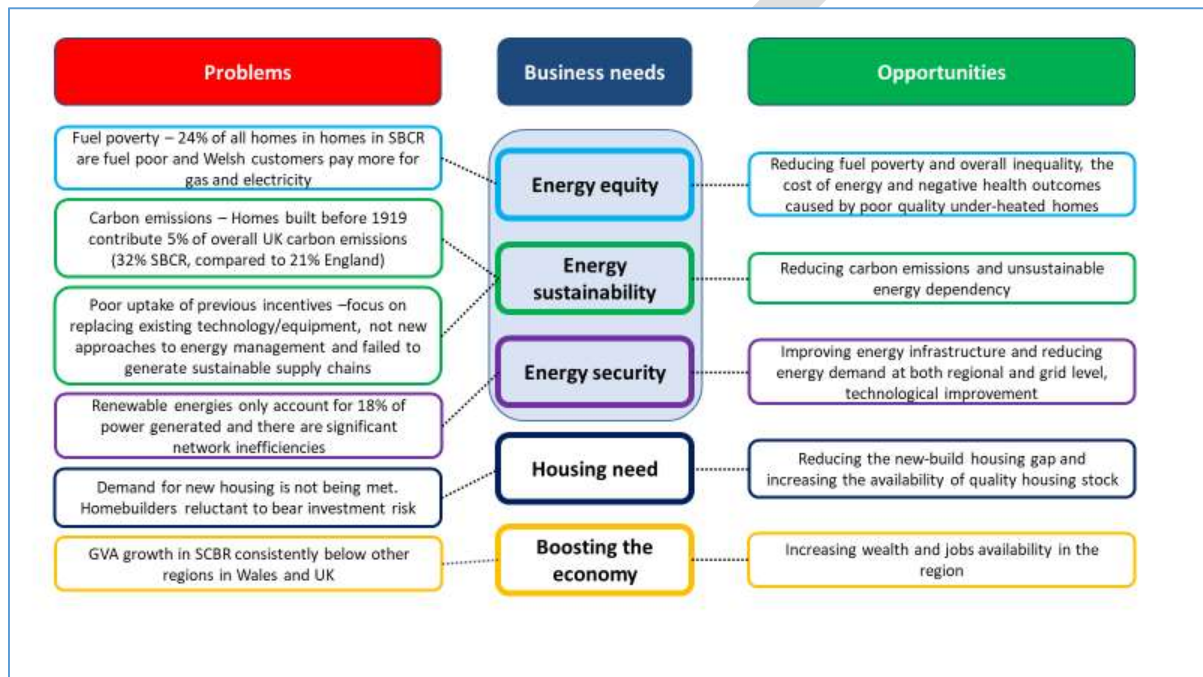 Problems
Business needs
Opportunities
Fuel poverty – 24% of all homes in homes in SBCR
are fuel poor and Welsh customers pay more for
gas and electricity
Energy equity
Reducing fuel poverty and overall inequality, the
cost of energy and negative health outcomes
caused by poor quality under-heated homes
Carbon emissions – Homes built before 1919
contribute 5% of overall UK carbon emissions
(32% SBCR, compared to 21% England)
Energy
sustainability
Reducing carbon emissions and unsustainable
energy dependency
Poor uptake of previous incentives –focus on
replacing existing technology/equipment, not new
approaches to energy management and failed to
generate sustainable supply chains
Energy security
Improving energy infrastructure and reducing
energy demand at both regional and grid level,
technological improvement
Renewable energies only account for 18% of
power generated and there are significant
network inefficiencies
Housing need
Reducing the new-build housing gap and
increasing the availability of quality housing stock
Demand for new housing is not being met.
Homebuilders reluctant to bear investment risk
Boosting the
economy
Increasing wealth and jobs availability in the
region
GVA growth in SCBR consistently below other
regions in Wales and UK